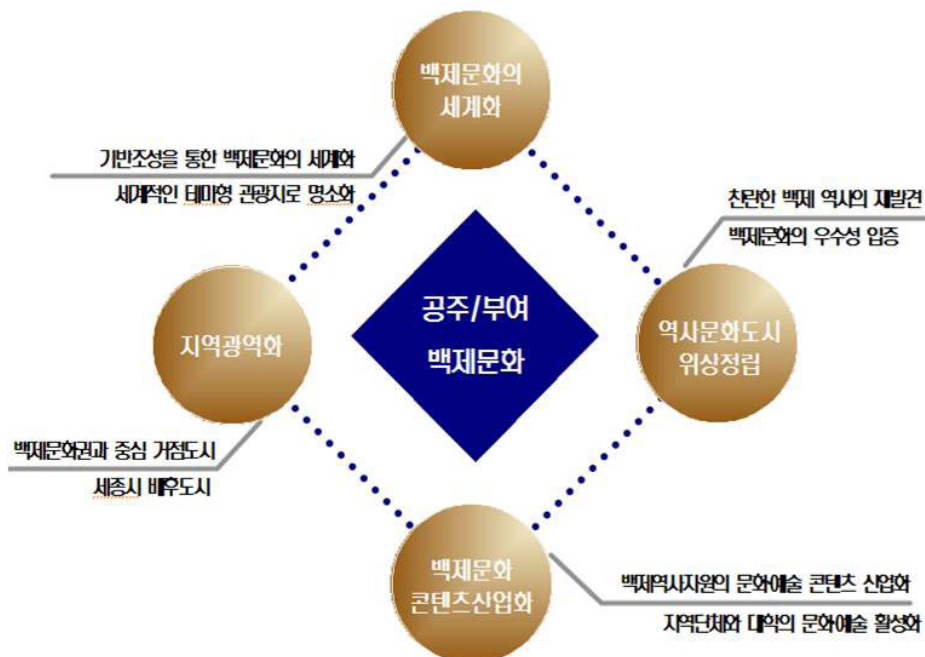 백제문화의
세계화
기반조성을 통한 백제문화의 세계화
세계적인 테마형 관광지로 명소화
찬란한 백제 역사의 재발견
백제문화의 우수성 입증
공주/부여
백제문화
지역광역화
역사문화도시
위상정립
백제문화권과 중심 거점도시
세종시 배후도시
백제문화
콘텐츠산업화
백제역사자원의 문화예술 콘텐츠 산업화
지역단체와 대학의 문화예술 활성화